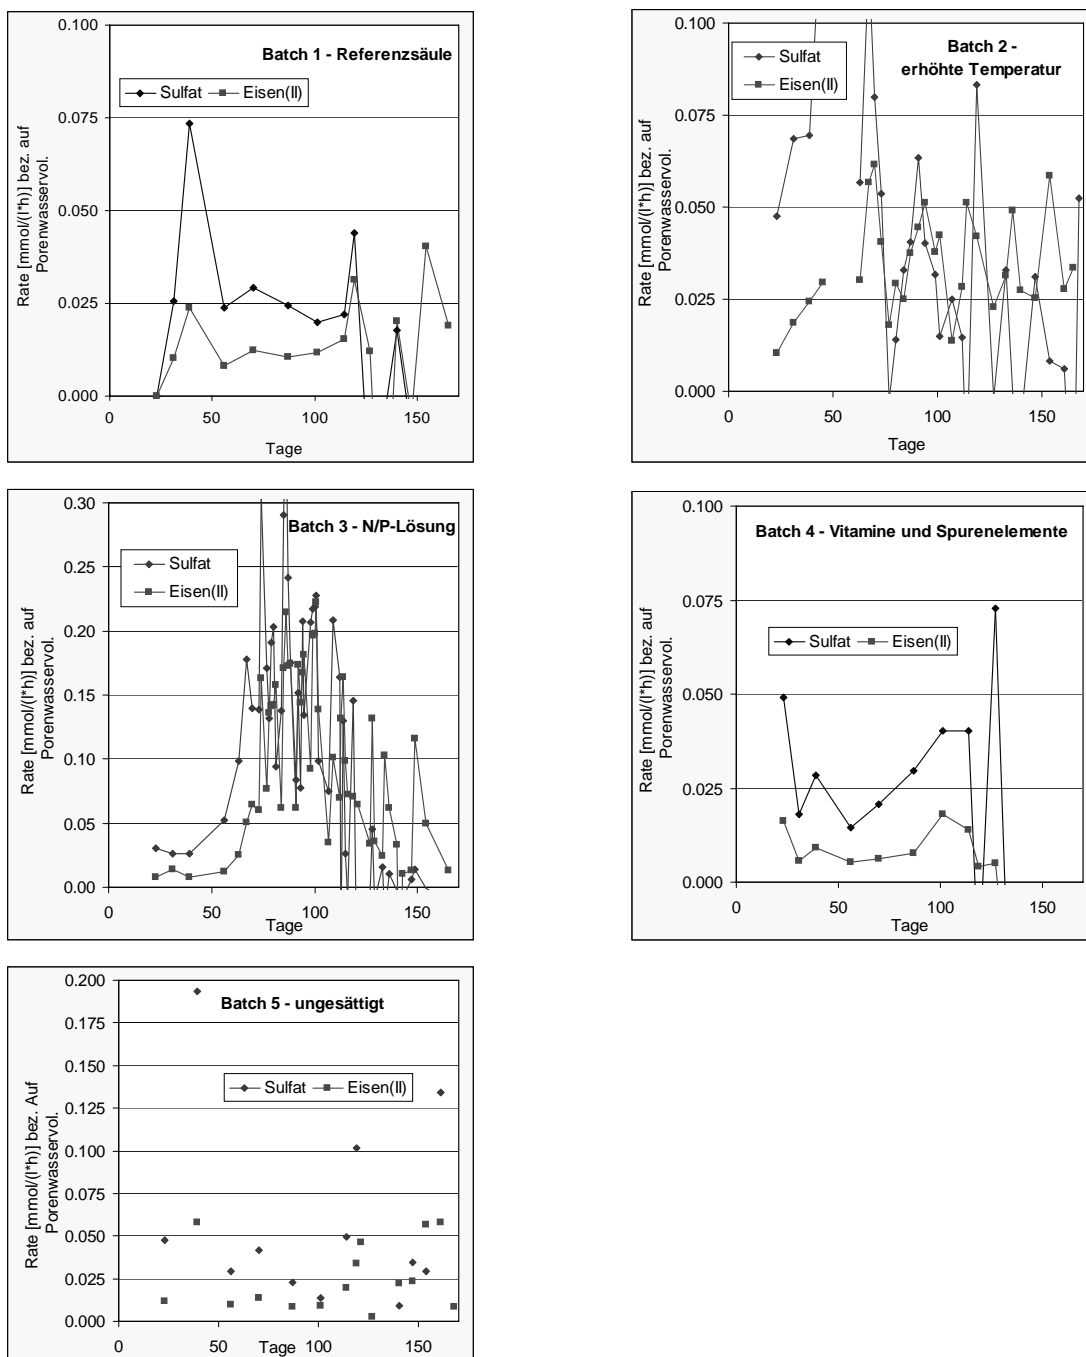 Batch 1 - Referenzsäule
Sulfat
Eisen(II)
Rate [mmol/(l*h)] bez. auf
Porenwasservol.
0.100
0.075
0.050
0.025
0.000
0
50
100
150
Tage
Batch 2 -
erhöhte Temperatur
Sulfat
Eisen(II)
Rate [mmol/(l*h)] bez. auf
Porenwasservol.
0.100
0.075
0.050
0.025
0.000
0
50
100
150
Tage
Batch 3 - N/P-Lösung
Sulfat
Eisen(II)
Rate [mmol/(l*h)] bez. auf
Porenwasservol.
0.30
0.25
0.20
0.15
0.10
0.05
0.00
0
50
100
150
Tage
Batch 4 - Vitamine und Spurenelemente
Sulfat
Eisen(II)
Rate [mmol/(l*h)] bez. auf
Porenwasservol.
0.100
0.075
0.050
0.025
0.000
0
50
100
150
Tage
Batch 5 - ungesättigt
Sulfat
Eisen(II)
Rate [mmol/(l*h)] bez. Auf
Porenwasservol.
0.200
0.175
0.150
0.125
0.100
0.075
0.050
0.025
0.000
0
50
100
150
Tage